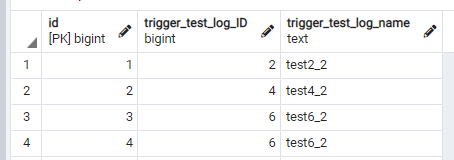 id trigger_test_log_ID trigger_test_log_name
[PK] bigint bigint text
1 1 2 test2_2
2 2 4 test4_2
3 3 6 test6_2
4 4 6 test6_2